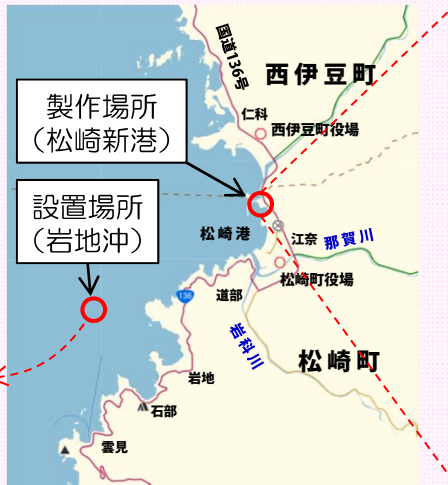 国道136号
西伊豆町
製作場所
（松崎新港）
仁科
西伊豆町役場
設置場所
（岩地沖）
松崎港
江奈
那賀川
松崎町役場
136
道部
岩科川
松崎町
岩地
石部
雲見